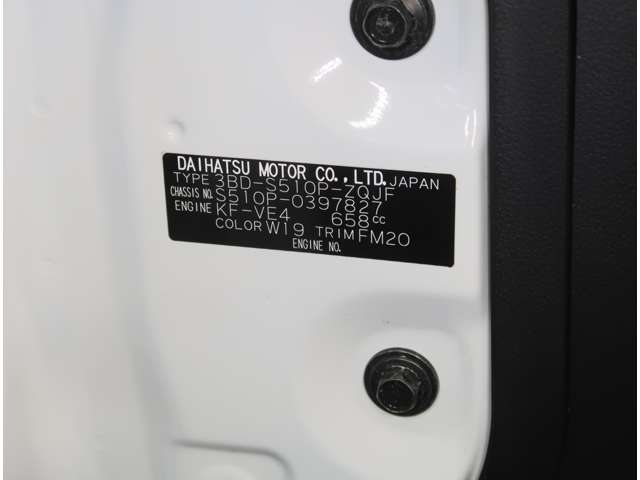 DAIHATSU MOTOR CO., LTD. JAPAN
TYPE 3BD-S510P-ZQJF
CHASSIS NO. S510P-0397827
ENGINE KF-VE4 658cc
COLOR W19 TRIM FM20
ENGINE NO.